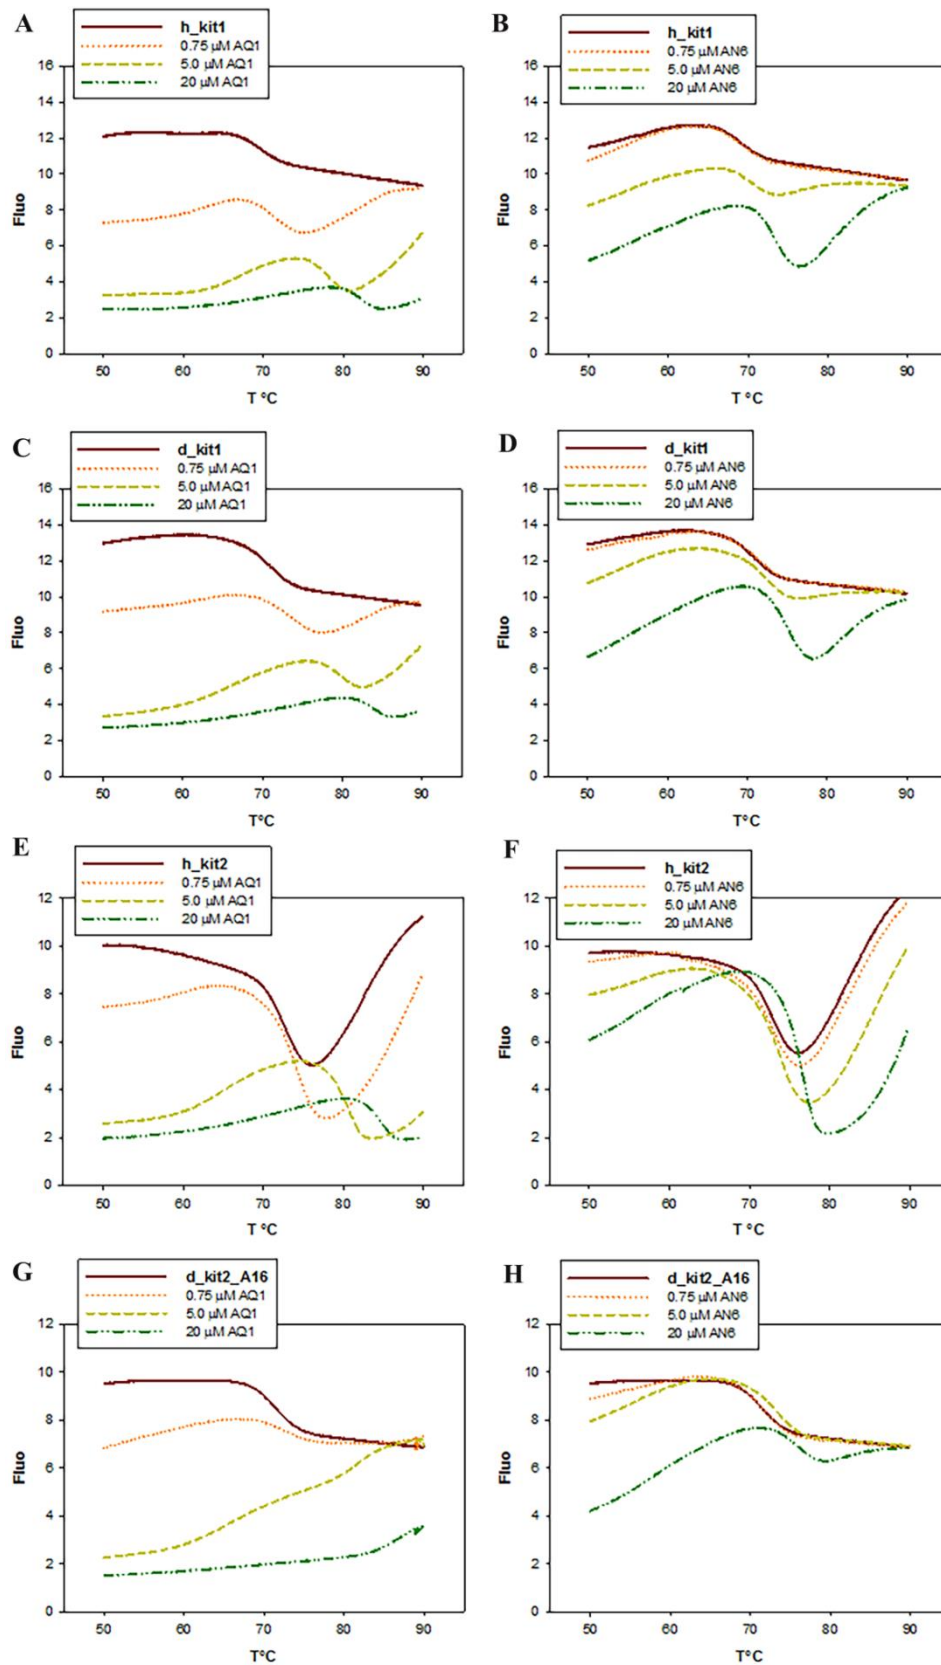 A
h_kit1
0.75 µM AQ1
5.0 µM AQ1
20 µM AQ1
16
14
12
10
8
6
4
2
0
Fluo
50 60 70 80 90
T °C
B
h_kit1
0.75 µM AN6
5.0 µM AN6
20 µM AN6
16
14
12
10
8
6
4
2
0
Fluo
50 60 70 80 90
T °C
C
d_kit1
0.75 µM AQ1
5.0 µM AQ1
20 µM AQ1
16
14
12
10
8
6
4
2
0
Fluo
50 60 70 80 90
T°C
D
d_kit1
0.75 µM AN6
5.0 µM AN6
20 µM AN6
16
14
12
10
8
6
4
2
0
Fluo
50 60 70 80 90
T°C
E
h_kit2
0.75 µM AQ1
5.0 µM AQ1
20 µM AQ1
12
10
8
6
4
2
0
Fluo
50 60 70 80 90
T °C
F
h_kit2
0.75 µM AN6
5.0 µM AN6
20 µM AN6
12
10
8
6
4
2
0
Fluo
50 60 70 80 90
T °C
G
d_kit2_A16
0.75 µM AQ1
5.0 µM AQ1
20 µM AQ1
12
10
8
6
4
2
0
Fluo
50 60 70 80 90
T°C
H
d_kit2_A16
0.75 µM AN6
5.0 µM AN6
20 µM AN6
12
10
8
6
4
2
0
Fluo
50 60 70 80 90
T°C